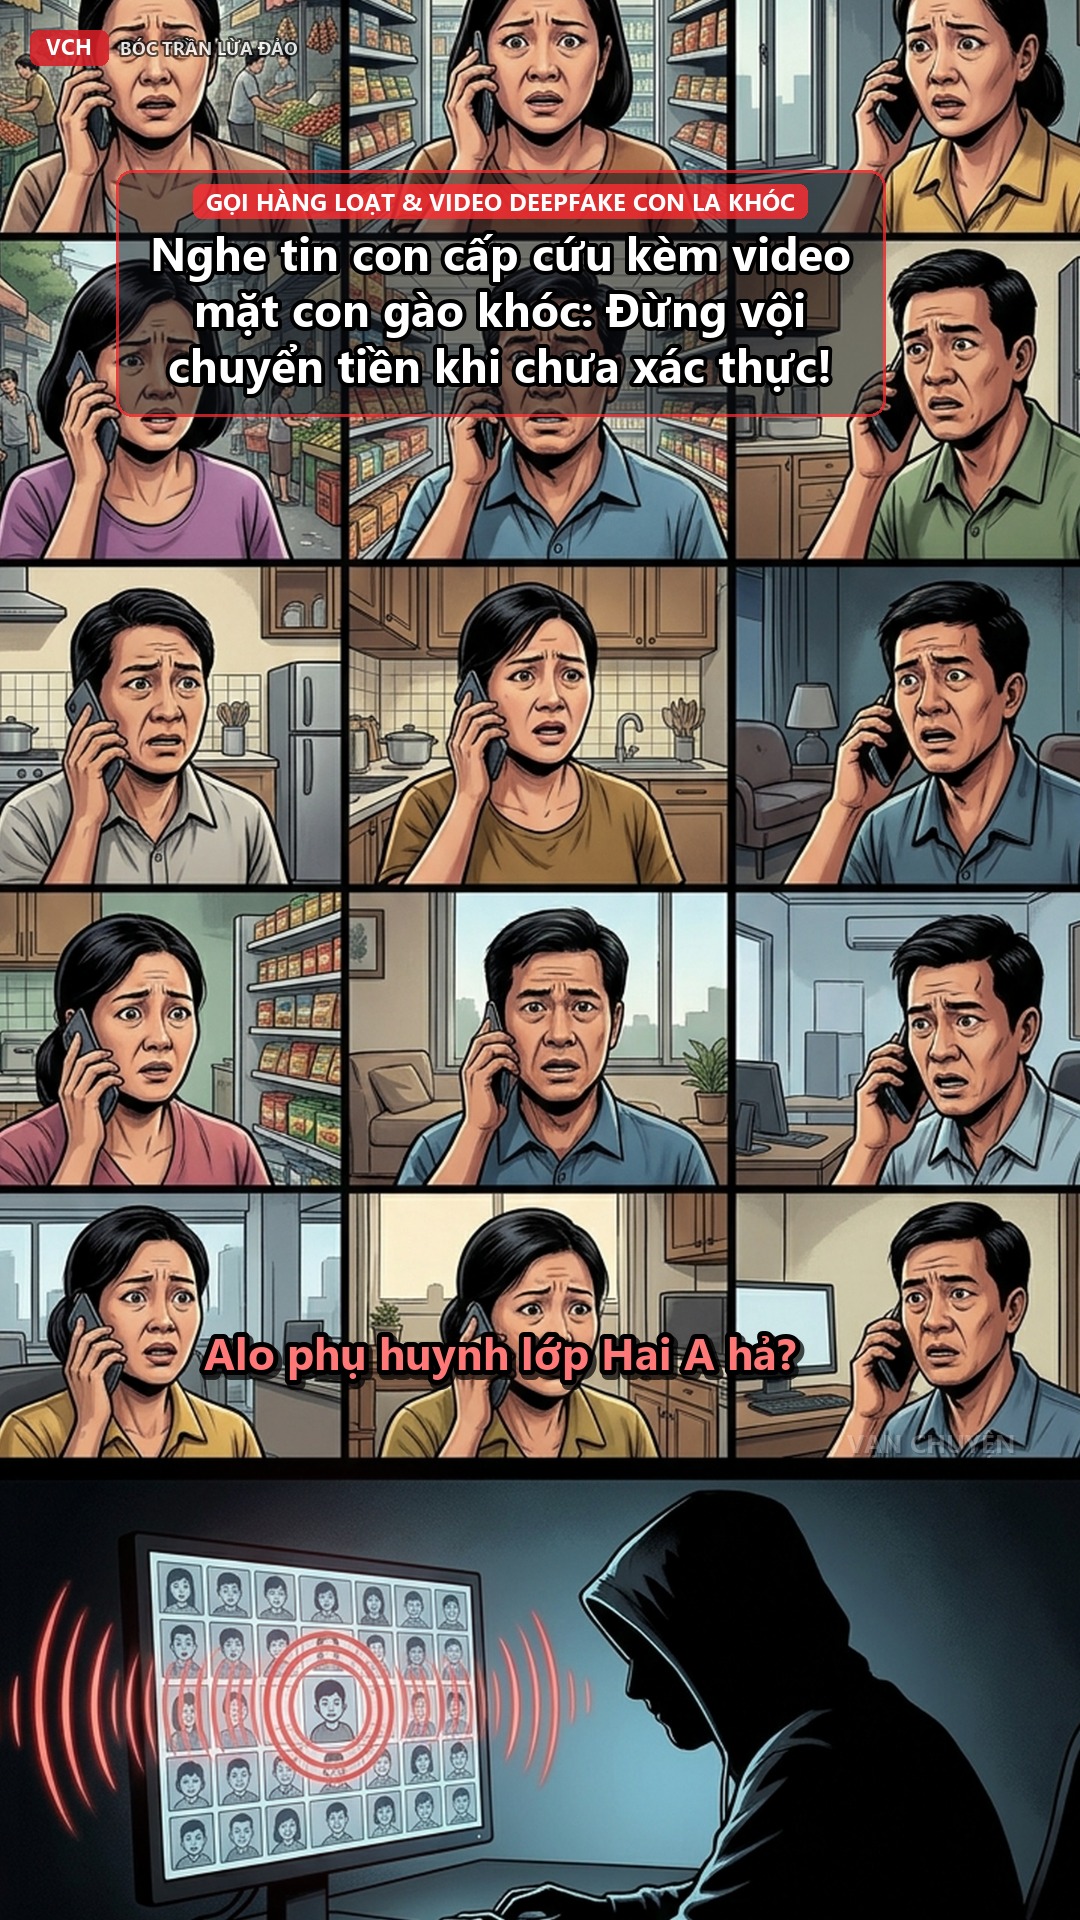 VCH BÓC TRẦN LỪA ĐẢO
GỌI HÀNG LOẠT & VIDEO DEEPFAKE CON LA KHÓC
Nghe tin con cấp cứu kèm video
mặt con gào khóc: Đừng vội
chuyển tiền khi chưa xác thực!
Alo phụ huynh lớp Hai A hả?
VẠN CHUYỆN